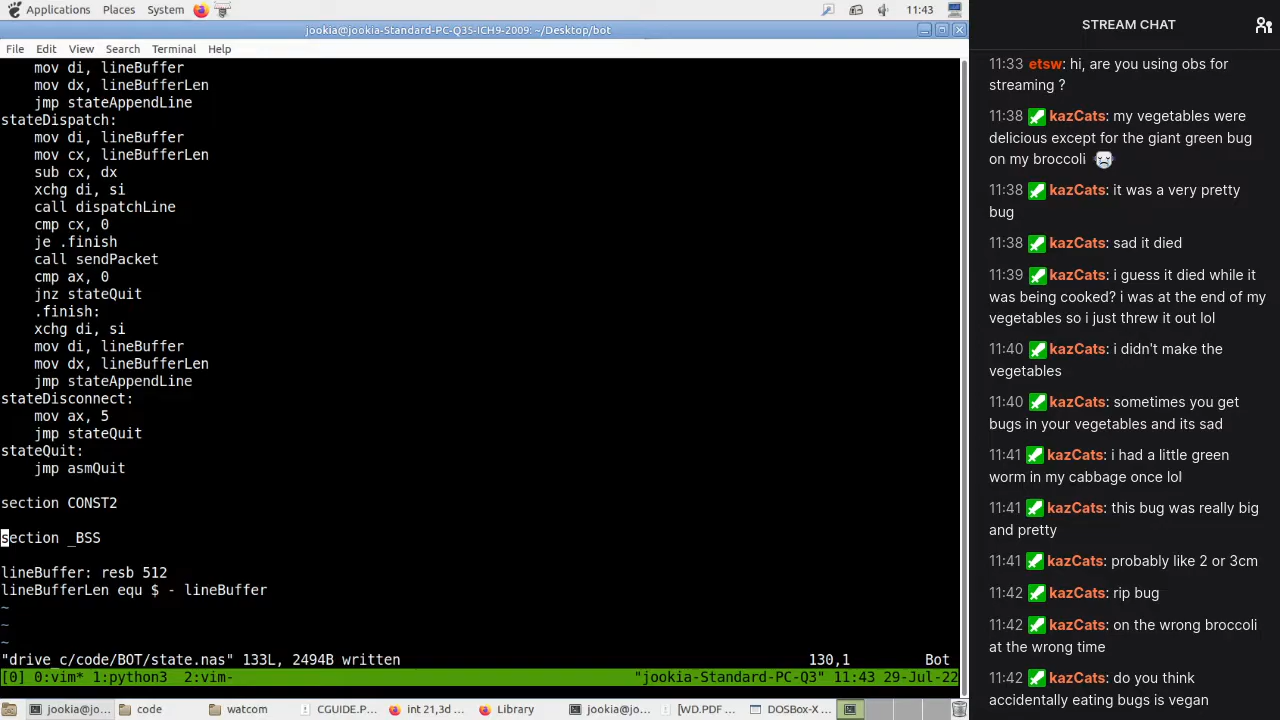 Applications Places System 11:43
jookia@jookia-Standard-PC-Q35-ICH9-2009: ~/Desktop/bot
File Edit View Search Terminal Help
mov di, lineBuffer
mov dx, lineBufferLen
jmp stateAppendLine
stateDispatch:
mov di, lineBuffer
mov cx, lineBufferLen
sub cx, dx
xchg di, si
call dispatchLine
cmp cx, 0
je .finish
call sendPacket
cmp ax, 0
jnz stateQuit
.finish:
xchg di, si
mov di, lineBuffer
mov dx, lineBufferLen
jmp stateAppendLine
stateDisconnect:
mov ax, 5
jmp stateQuit
stateQuit:
jmp asmQuit
section CONST2
section _BSS
lineBuffer: resb 512
lineBufferLen equ $ - lineBuffer
~
~
~
"drive_c/code/BOT/state.nas" 133L, 2494B written 130,1 Bot
[0] 0:vim* 1:python3 2:vim- "jookia-Standard-PC-Q3" 11:43 29-Jul-22
jookia@jo... code watcom CGUIDE.P... int 21,3d ... Library jookia@jo... [WD.PDF ... DOSBox-X ...
STREAM CHAT
11:33 etsw: hi, are you using obs for
streaming ?
11:38 kazCats: my vegetables were
delicious except for the giant green bug
on my broccoli
11:38 kazCats: it was a very pretty
bug
11:38 kazCats: sad it died
11:39 kazCats: i guess it died while it
was being cooked? i was at the end of my
vegetables so i just threw it out lol
11:40 kazCats: i didn't make the
vegetables
11:40 kazCats: sometimes you get
bugs in your vegetables and its sad
11:41 kazCats: i had a little green
worm in my cabbage once lol
11:41 kazCats: this bug was really big
and pretty
11:41 kazCats: probably like 2 or 3cm
11:42 kazCats: rip bug
11:42 kazCats: on the wrong broccoli
at the wrong time
11:42 kazCats: do you think
accidentally eating bugs is vegan